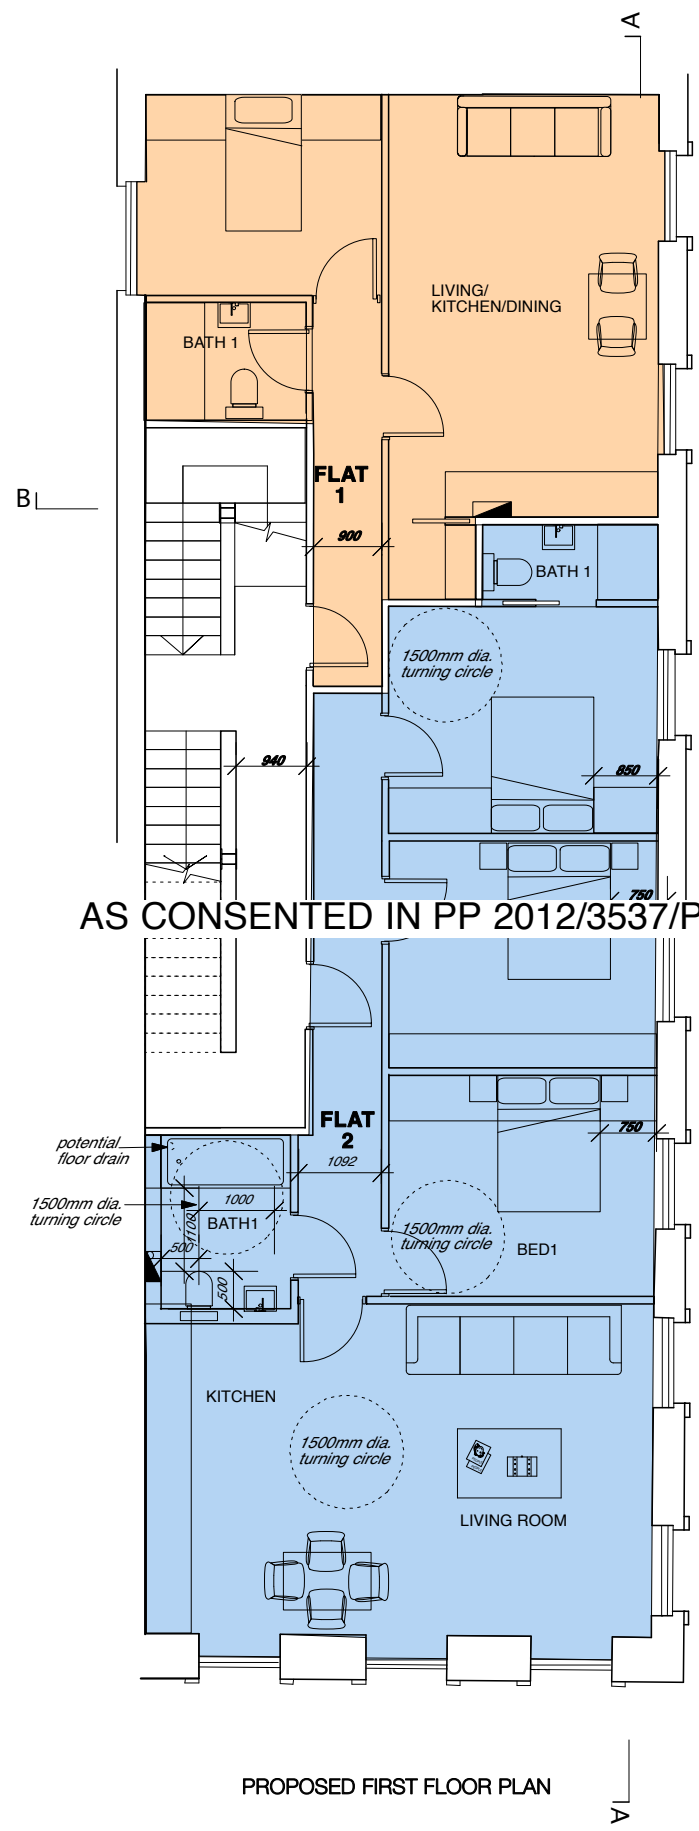 A
LIVING/
KITCHEN/DINING
BATH 1
FLAT
1
B
900
BATH 1
1500mm dia.
turning circle
940
850
750
AS CONSENTED IN PP 2012/3537/P
FLAT
2
750
potential
floor drain
1092
1500mm dia.
turning circle
1000
1100
BATH1
500
500
1500mm dia.
turning circle
BED1
KITCHEN
1500mm dia.
turning circle
LIVING ROOM
PROPOSED FIRST FLOOR PLAN
A